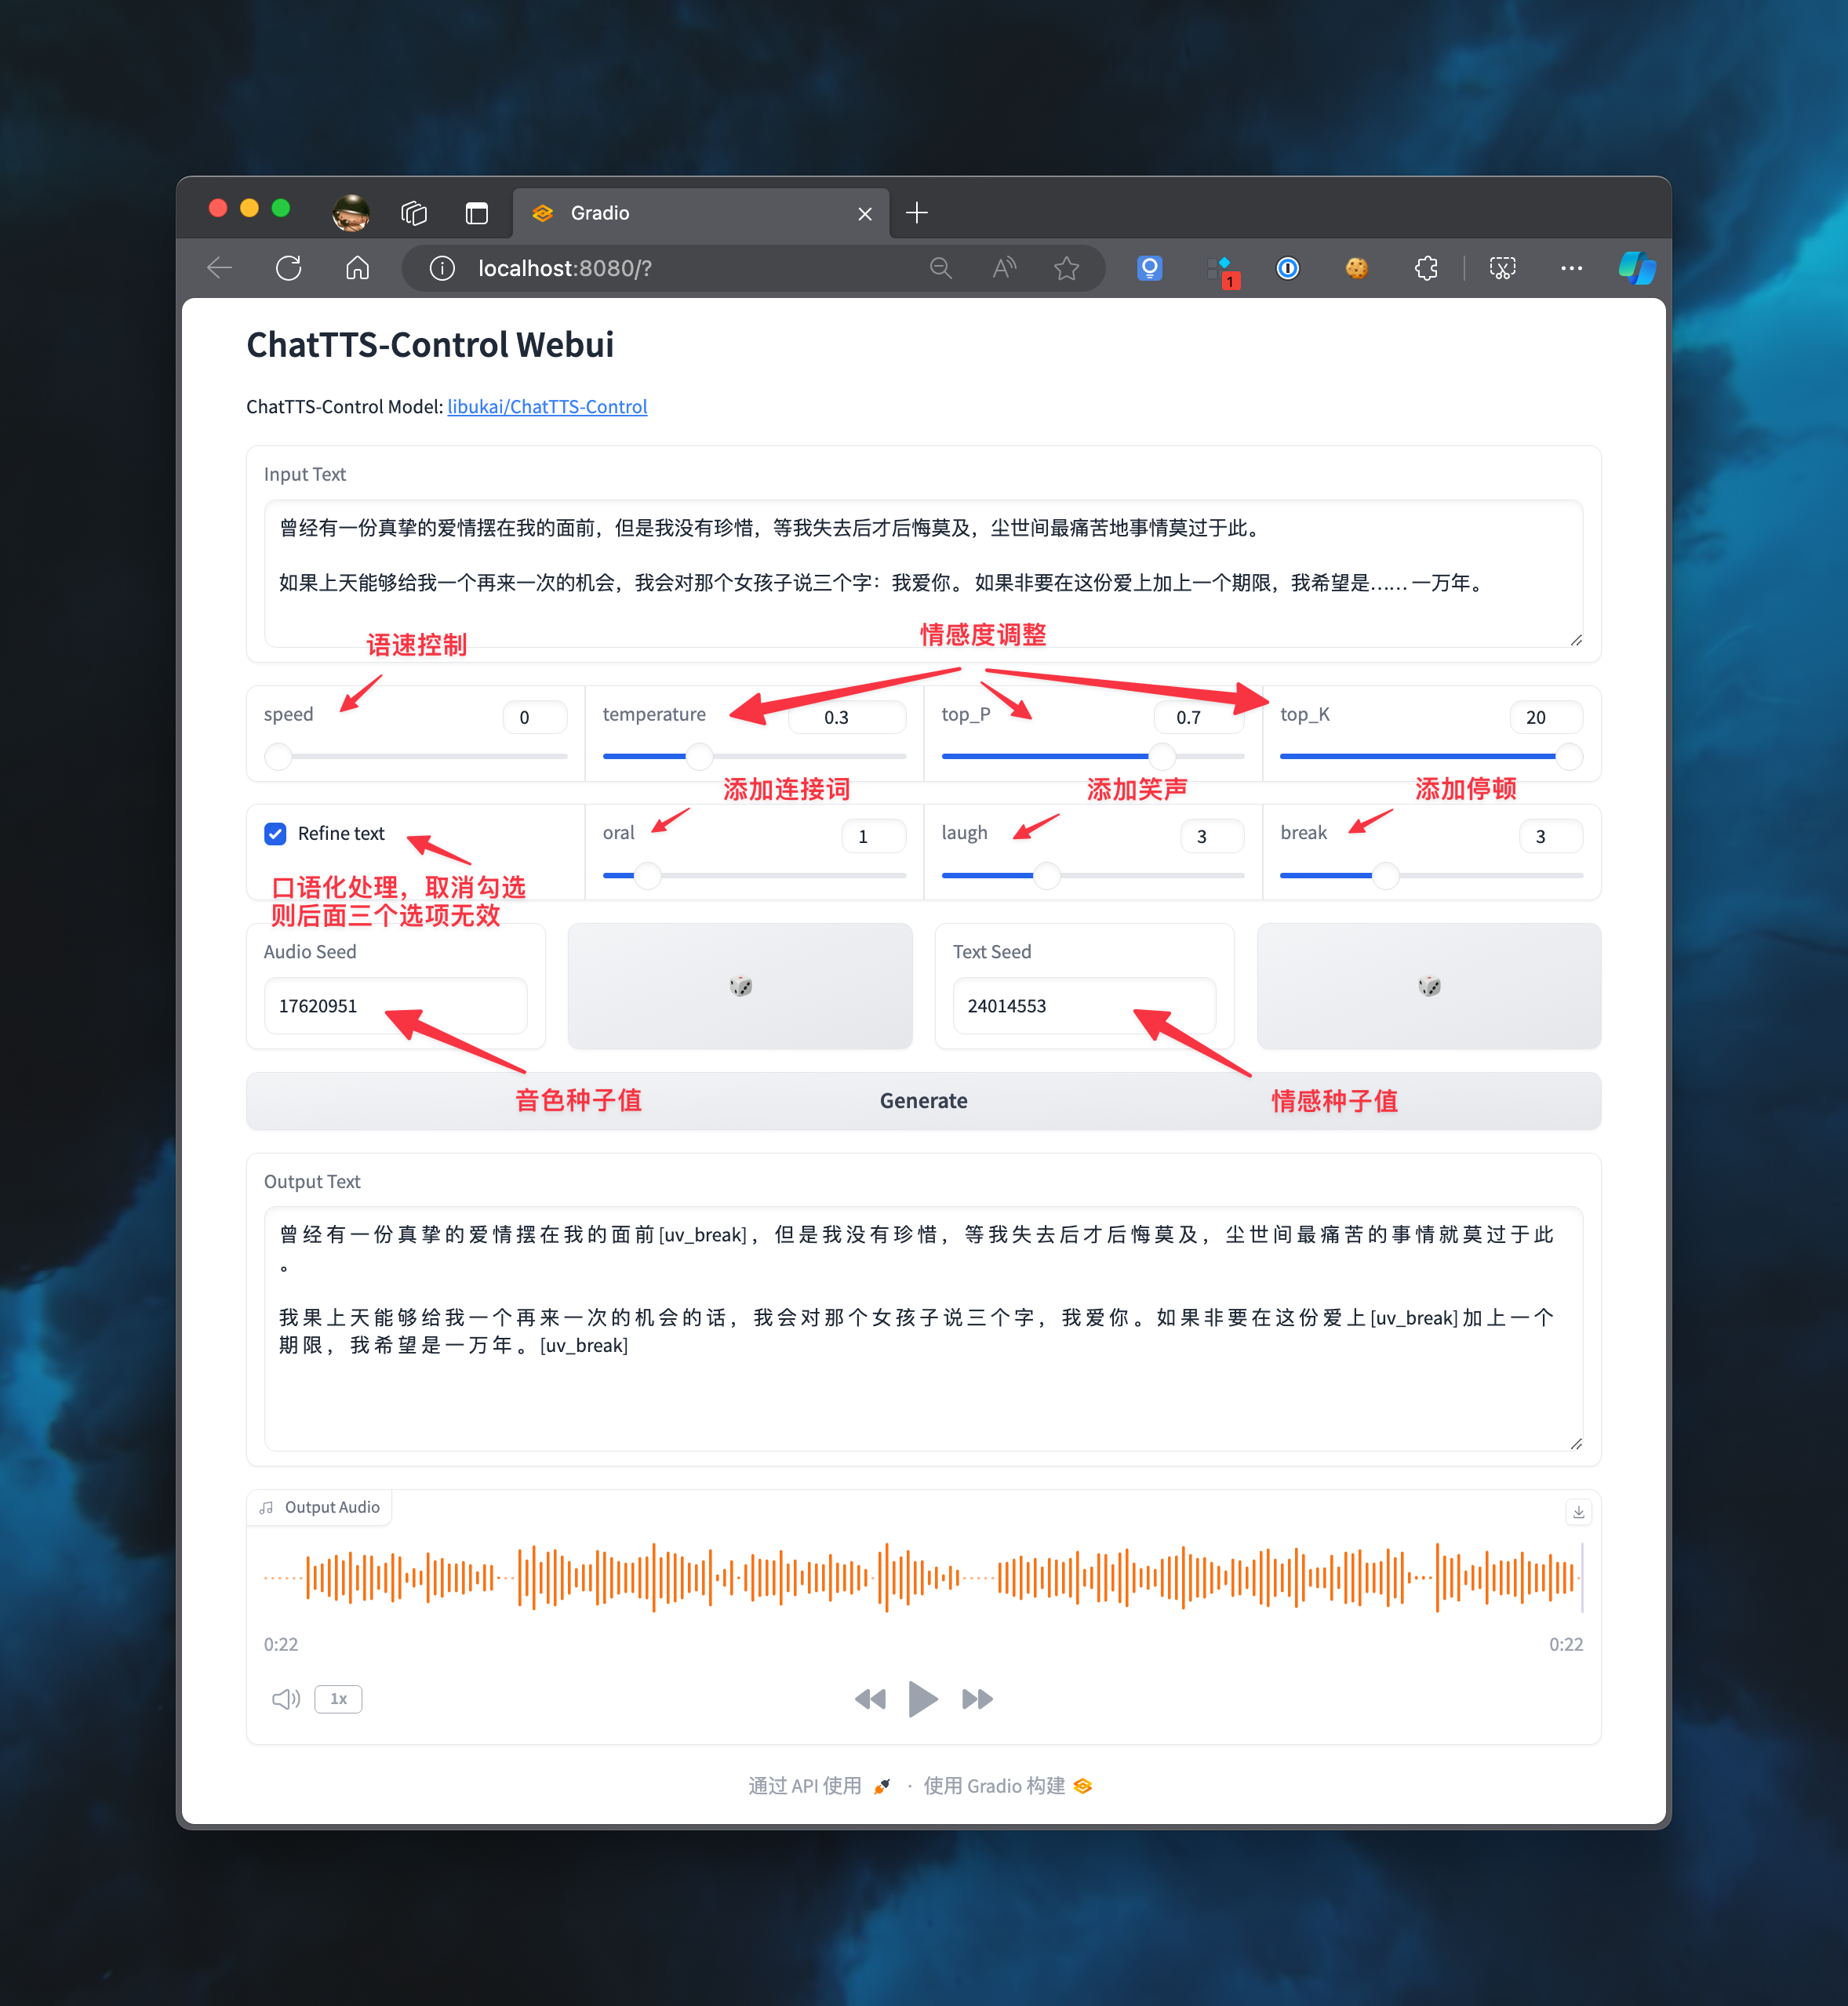 Gradio
localhost:8080/?
1
ChatTTS-Control Webui
ChatTTS-Control Model: libukai/ChatTTS-Control
Input Text
曾经有一份真挚的爱情摆在我的面前，但是我没有珍惜，等我失去后才后悔莫及，尘世间最痛苦地事情莫过于此。
如果上天能够给我一个再来一次的机会，我会对那个女孩子说三个字：我爱你。如果非要在这份爱上加上一个期限，我希望是……一万年。
语速控制
情感度调整
speed 0
temperature 0.3
top_P 0.7
top_K 20
添加连接词
添加笑声
添加停顿
Refine text
oral 1
laugh 3
break 3
口语化处理，取消勾选
则后面三个选项无效
Audio Seed
17620951
Text Seed
24014553
音色种子值
Generate
情感种子值
Output Text
曾 经 有 一 份 真 挚 的 爱 情 摆 在 我 的 面 前 [uv_break] ， 但 是 我 没 有 珍 惜 ， 等 我 失 去 后 才 后 悔 莫 及 ， 尘 世 间 最 痛 苦 的 事 情 就 莫 过 于 此
。
我 果 上 天 能 够 给 我 一 个 再 来 一 次 的 机 会 的 话 ， 我 会 对 那 个 女 孩 子 说 三 个 字 ， 我 爱 你 。 如 果 非 要 在 这 份 爱 上 [uv_break] 加 上 一 个
期 限 ， 我 希 望 是 一 万 年 。 [uv_break]
Output Audio
0:22
0:22
1x
通过 API 使用 · 使用 Gradio 构建